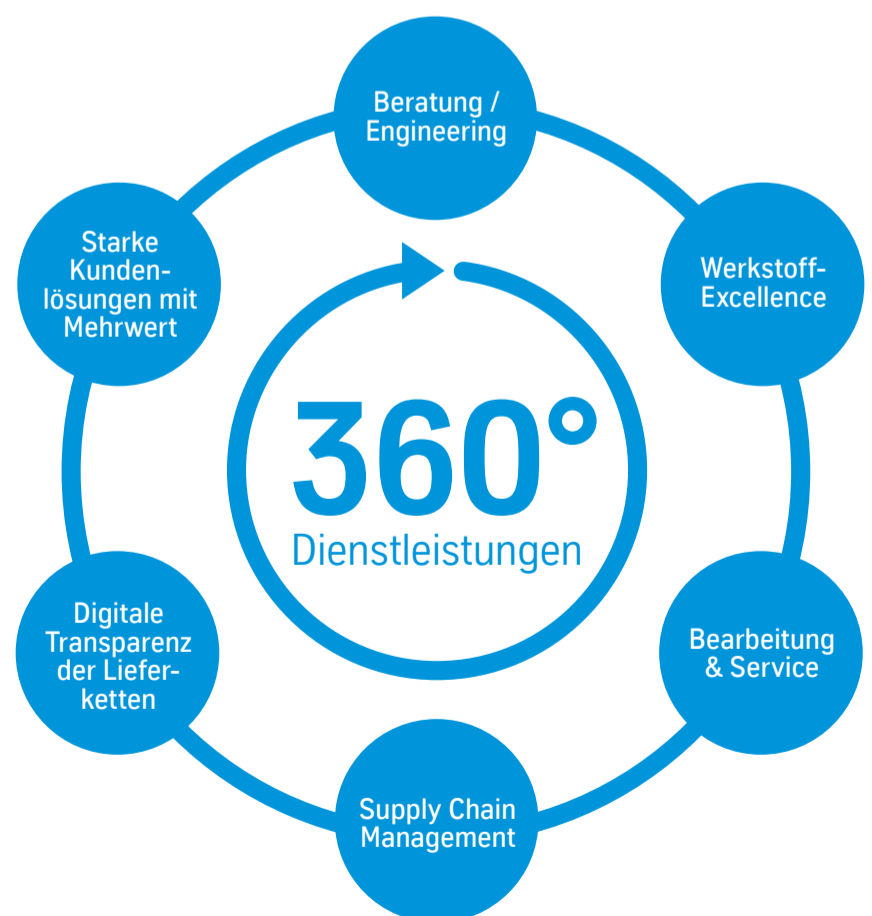 Beratung /
Engineering
Werkstoff-
Excellence
Bearbeitung
& Service
Supply Chain
Management
Digitale
Transparenz
der Liefer-
ketten
Starke
Kunden-
lösungen mit
Mehrwert
360°
Dienstleistungen